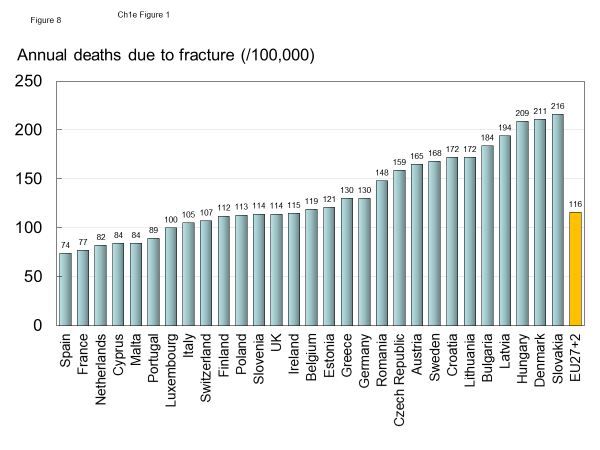 Figure 8
Ch1e Figure 1
Annual deaths due to fracture (/100,000)
250
200
150
100
50
0
74
77
82
84
84
89
100
105
107
112
113
114
114
115
119
121
130
130
148
159
165
168
172
172
184
194
209
211
216
116
Spain
France
Netherlands
Cyprus
Malta
Portugal
Luxembourg
Italy
Switzerland
Finland
Poland
Slovenia
UK
Ireland
Belgium
Estonia
Greece
Germany
Romania
Czech Republic
Austria
Sweden
Croatia
Lithuania
Bulgaria
Latvia
Hungary
Denmark
Slovakia
EU27+2